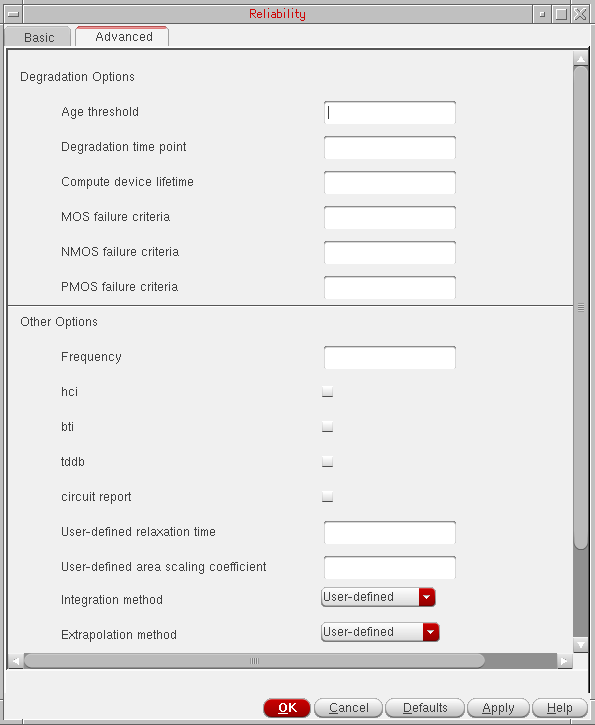 Reliability
Basic
Advanced
Degradation Options
Age threshold
Degradation time point
Compute device lifetime
MOS failure criteria
NMOS failure criteria
PMOS failure criteria
Other Options
Frequency
hci
bti
tddb
circuit report
User-defined relaxation time
User-defined area scaling coefficient
Integration method User-defined
Extrapolation method User-defined
OK Cancel Defaults Apply Help